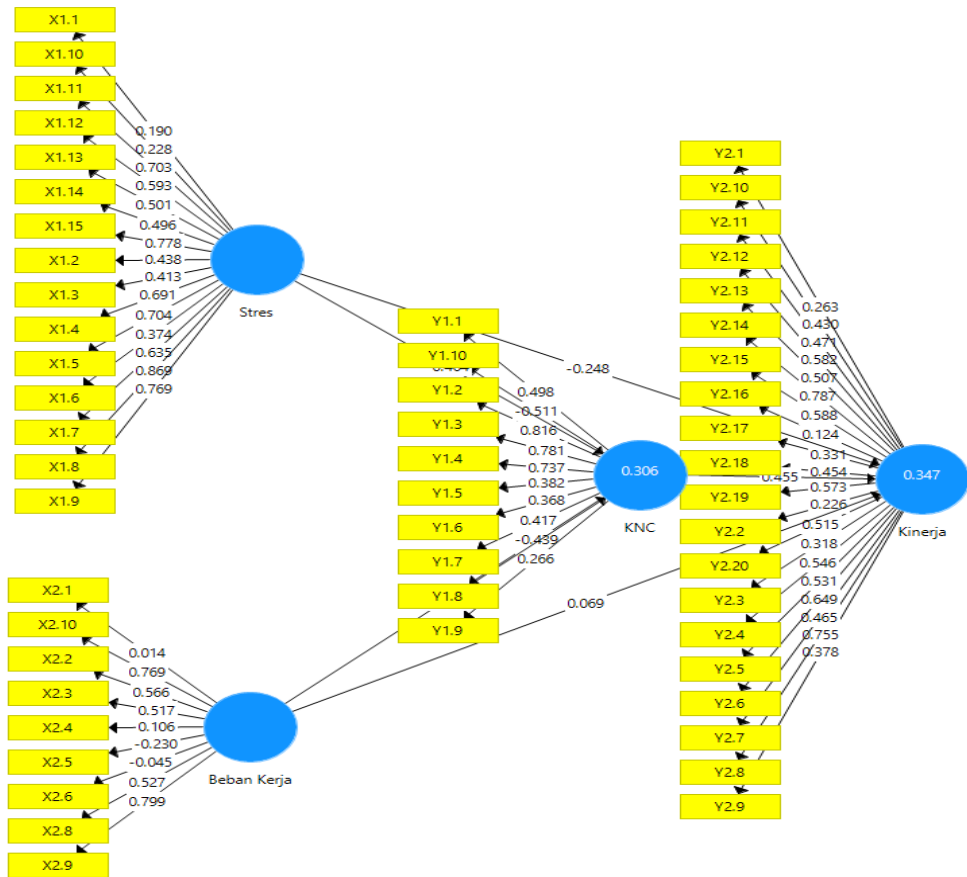 X1.1
X1.10
X1.11
X1.12
X1.13
X1.14
X1.15
X1.2
X1.3
X1.4
X1.5
X1.6
X1.7
X1.8
X1.9
0.190
0.228
0.703
0.593
0.501
0.496
0.778
0.438
0.413
0.691
0.704
0.374
0.635
0.869
0.769
Stres
X2.1
X2.10
X2.2
X2.3
X2.4
X2.5
X2.6
X2.8
X2.9
0.014
0.769
0.566
0.517
0.106
-0.230
-0.045
0.527
0.799
Beban Kerja
Y1.1
Y1.10
Y1.2
Y1.3
Y1.4
Y1.5
Y1.6
Y1.7
Y1.8
Y1.9
0.498
-0.511
0.816
0.781
0.737
0.382
0.368
0.417
-0.439
0.266
0.306
KNC
-0.248
0.455
0.069
Y2.1
Y2.10
Y2.11
Y2.12
Y2.13
Y2.14
Y2.15
Y2.16
Y2.17
Y2.18
Y2.19
Y2.2
Y2.20
Y2.3
Y2.4
Y2.5
Y2.6
Y2.7
Y2.8
Y2.9
0.263
0.430
0.471
0.582
0.507
0.787
0.588
0.124
0.331
0.454
0.573
0.226
0.515
0.318
0.546
0.531
0.649
0.465
0.755
0.378
0.347
Kinerja